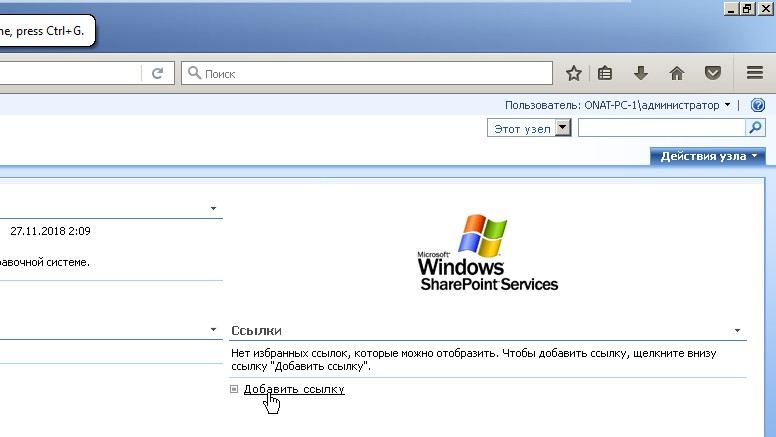 ne, press Ctrl+G.
Поиск
Пользователь: ONAT-PC-1\администратор
Этот узел
Действия узла
27.11.2018 2:09
авочной системе.
Microsoft
Windows
SharePoint Services
Ссылки
Нет избранных ссылок, которые можно отобразить. Чтобы добавить ссылку, щелкните внизу
ссылку "Добавить ссылку".
Добавить ссылку